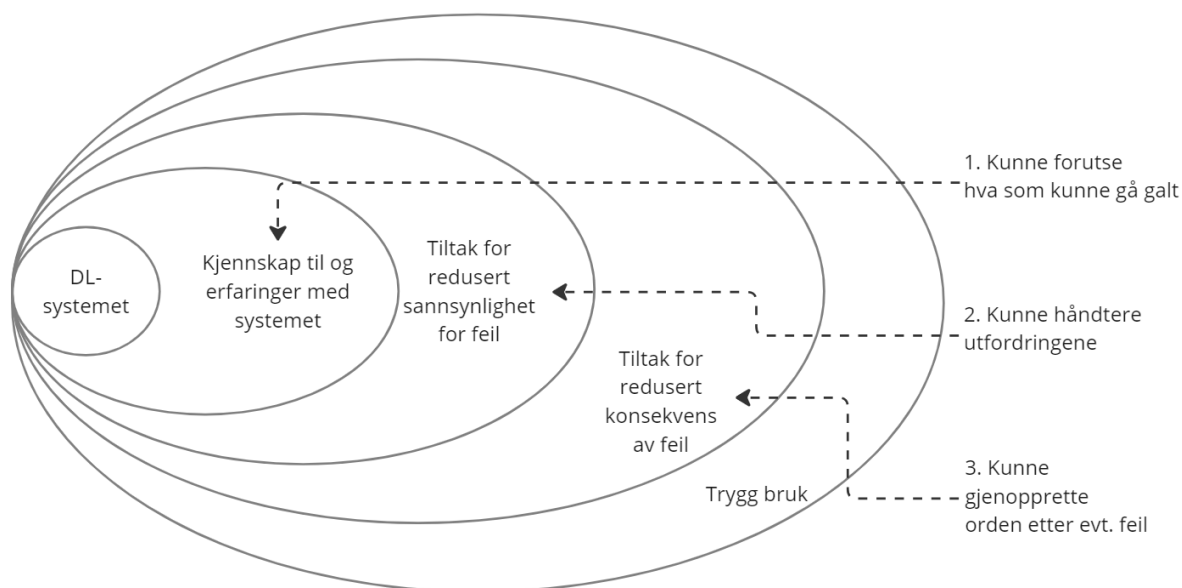 DL-
systemet
Kjennskap til og
erfaringer med
systemet
Tiltak for
redusert
sannsynlighet
for feil
Tiltak for
redusert
konsekvens
av feil
Trygg bruk
1. Kunne forutse
hva som kunne gå galt
2. Kunne håndtere
utfordringene
3. Kunne
gjenopprette
orden etter evt. feil